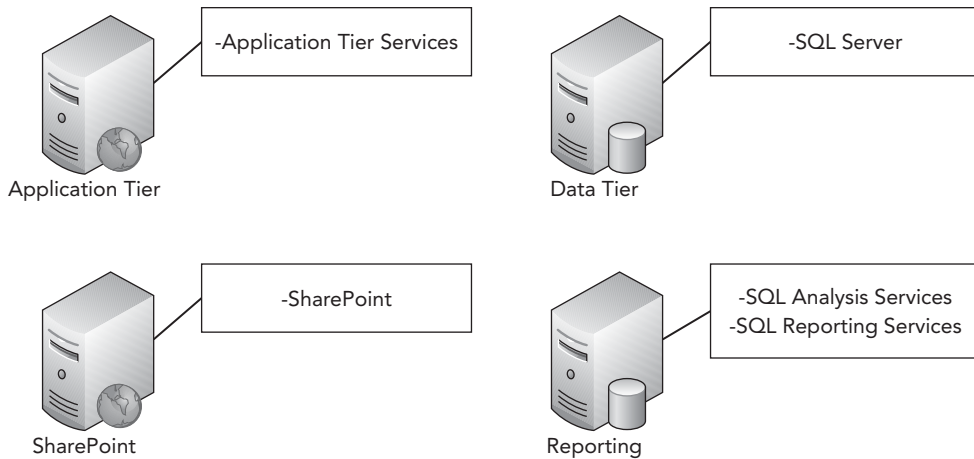 -Application Tier Services
Application Tier
-SQL Server
Data Tier
-SharePoint
SharePoint
-SQL Analysis Services
-SQL Reporting Services
Reporting